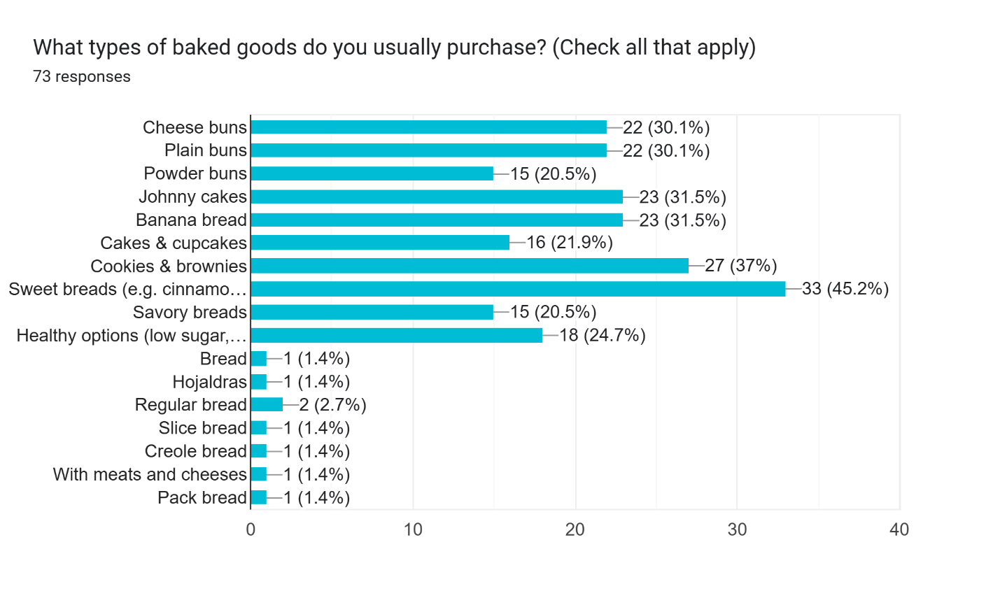 What types of baked goods do you usually purchase? (Check all that apply)
73 responses
Cheese buns 22 (30.1%)
Plain buns 22 (30.1%)
Powder buns 15 (20.5%)
Johnny cakes 23 (31.5%)
Banana bread 23 (31.5%)
Cakes & cupcakes 16 (21.9%)
Cookies & brownies 27 (37%)
Sweet breads (e.g. cinnamo… 33 (45.2%)
Savory breads 15 (20.5%)
Healthy options (low sugar,… 18 (24.7%)
Bread 1 (1.4%)
Hojaldras 1 (1.4%)
Regular bread 2 (2.7%)
Slice bread 1 (1.4%)
Creole bread 1 (1.4%)
With meats and cheeses 1 (1.4%)
Pack bread 1 (1.4%)
0 10 20 30 40